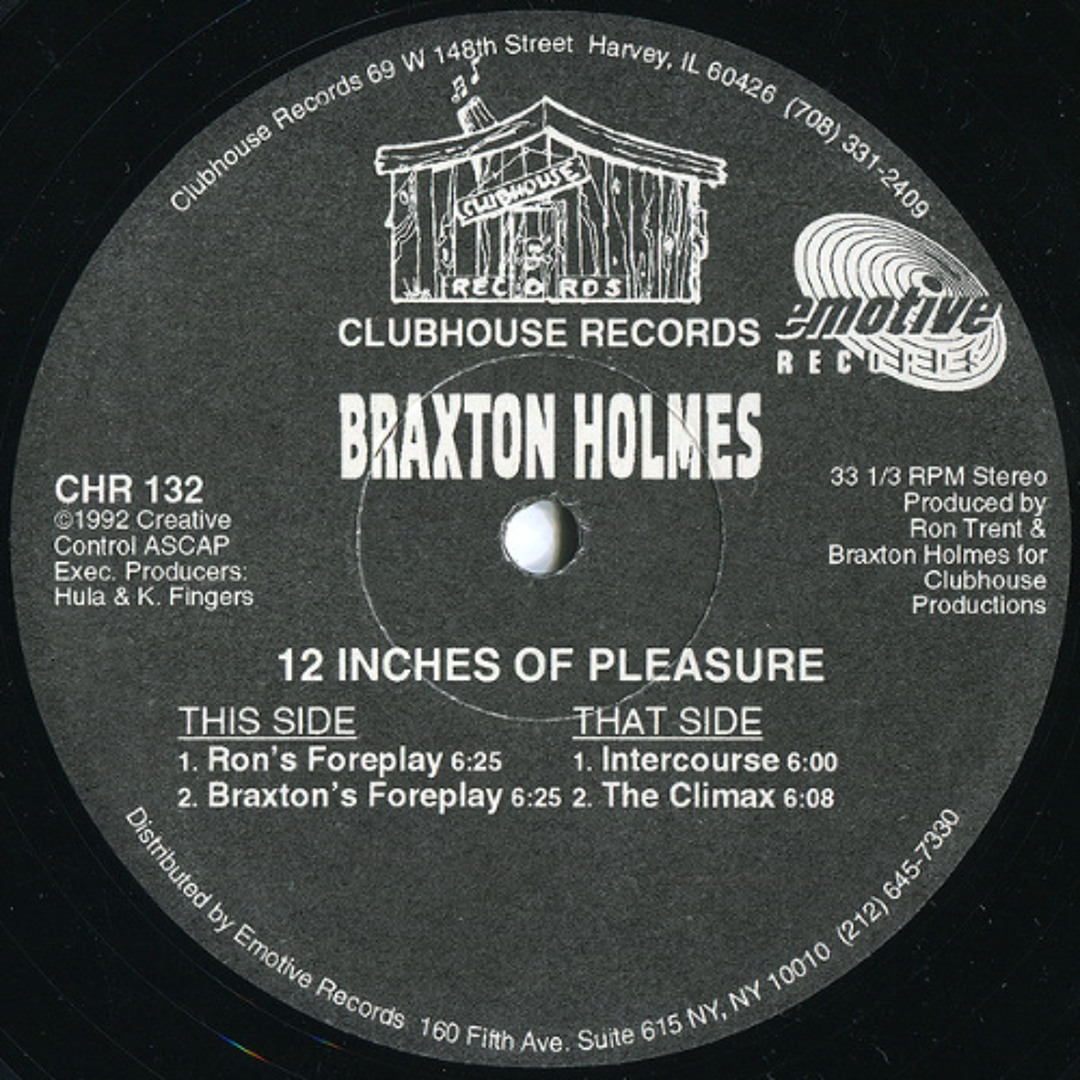 Clubhouse Records 69 W 148th Street Harvey, IL 60426 (708) 331-2409
CLUBHOUSE
RECORDS
CLUBHOUSE RECORDS
emotive
RECORDS
BRAXTON HOLMES
CHR 132
©1992 Creative
Control ASCAP
Exec. Producers:
Hula & K. Fingers
33 1/3 RPM Stereo
Produced by
Ron Trent &
Braxton Holmes for
Clubhouse
Productions
12 INCHES OF PLEASURE
THIS SIDE
1. Ron's Foreplay 6:25
2. Braxton's Foreplay 6:25
THAT SIDE
1. Intercourse 6:00
2. The Climax 6:08
Distributed by Emotive Records 160 Fifth Ave. Suite 615 NY, NY 10010 (212) 645-7330